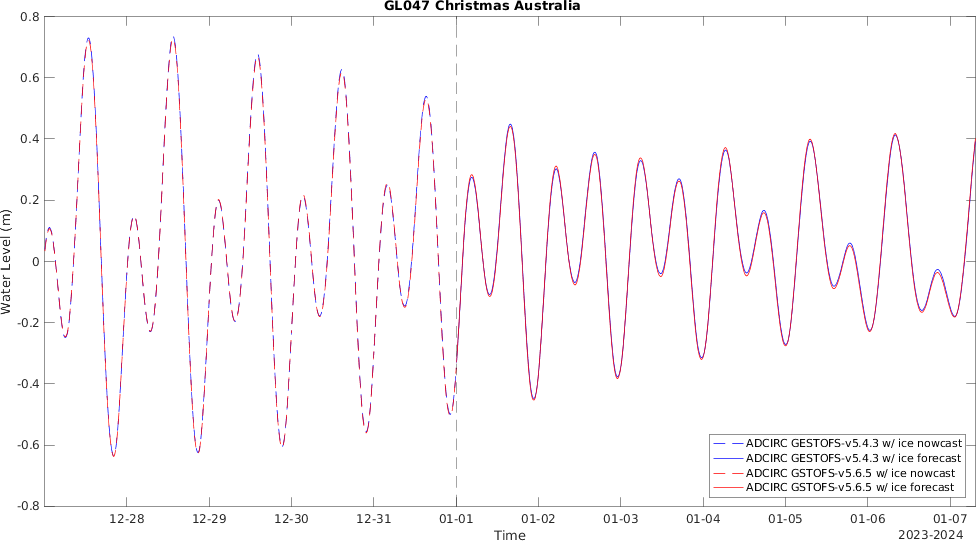 GL047 Christmas Australia
Water Level (m)
0.8
0.6
0.4
0.2
0
-0.2
-0.4
-0.6
-0.8
12-28 12-29 12-30 12-31 01-01 01-02 01-03 01-04 01-05 01-06 01-07
Time
2023-2024
ADCIRC GESTOFS-v5.4.3 w/ ice nowcast
ADCIRC GESTOFS-v5.4.3 w/ ice forecast
ADCIRC GSTOFS-v5.6.5 w/ ice nowcast
ADCIRC GSTOFS-v5.6.5 w/ ice forecast